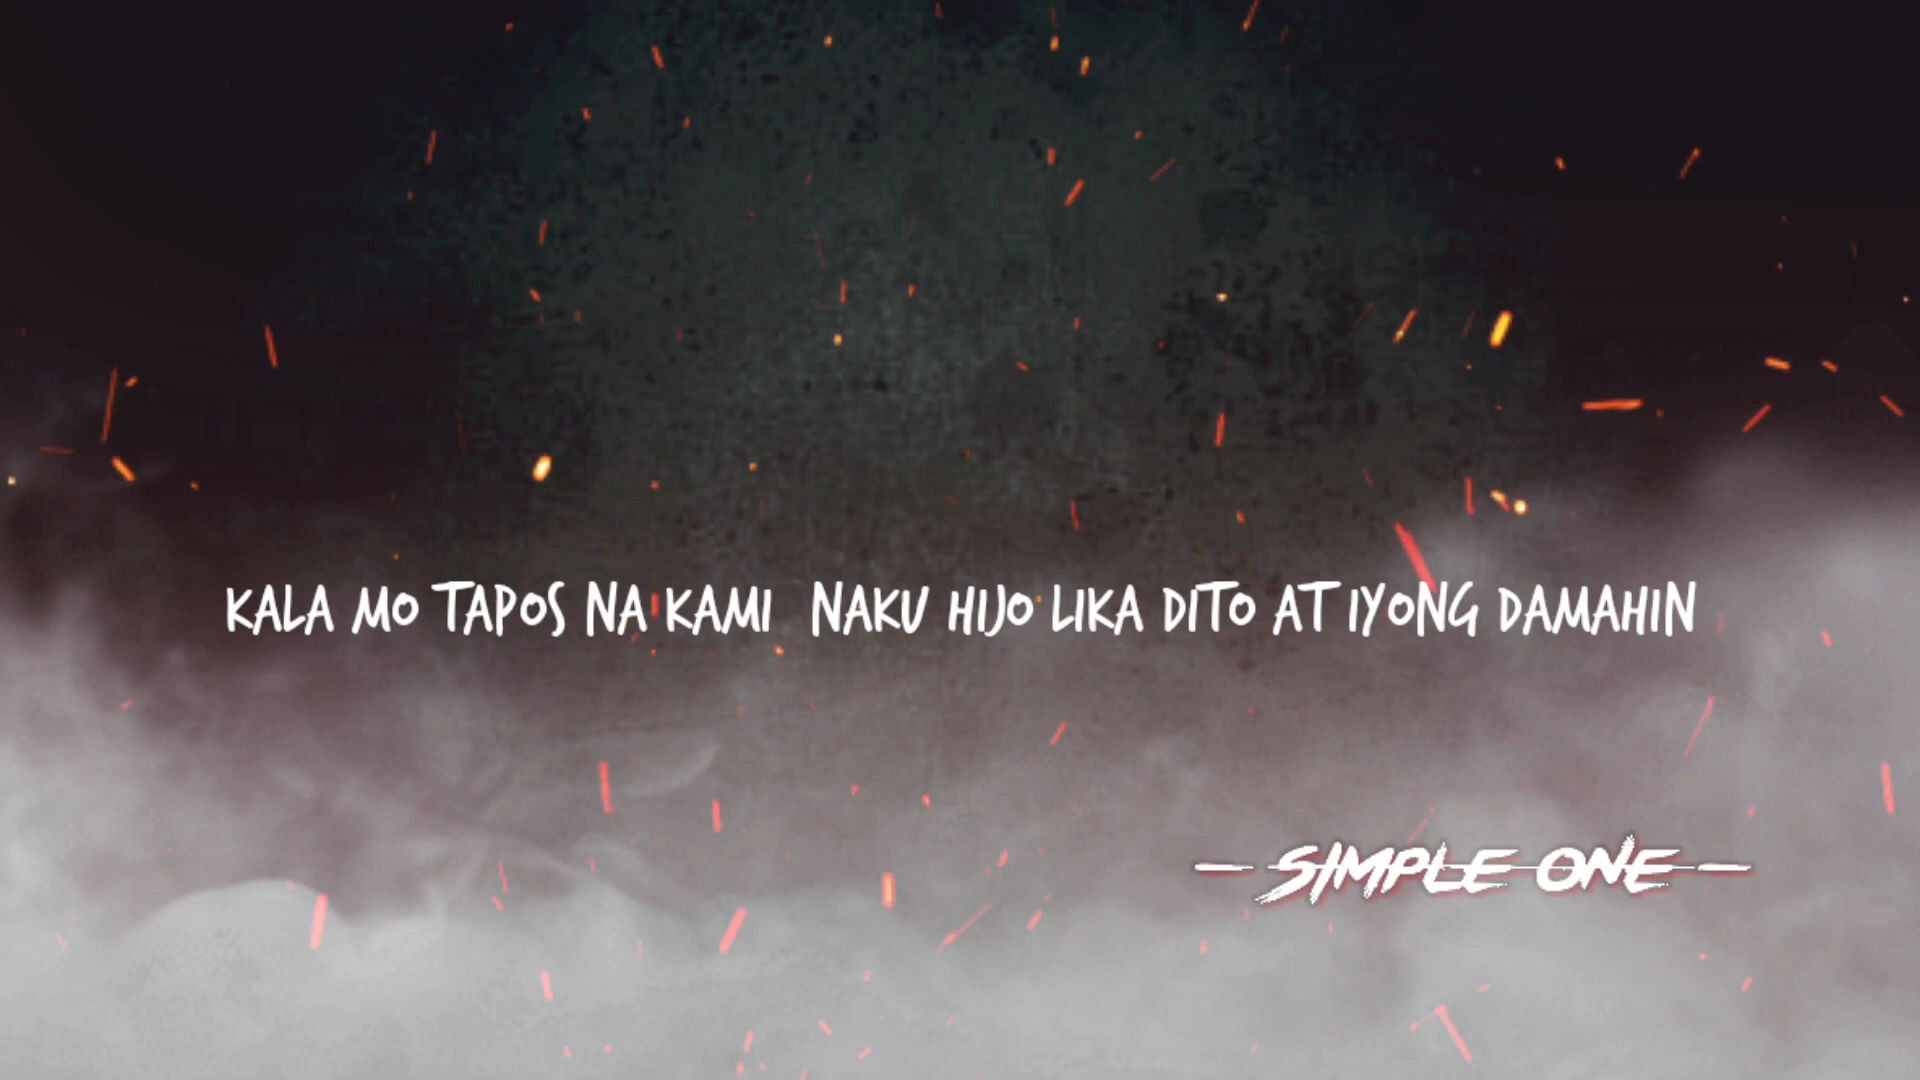 KALA MO TAPOS NA KAMI  NAKU HIJO LIKA DITO AT IYONG DAMAHIN
- SIMPLE ONE -